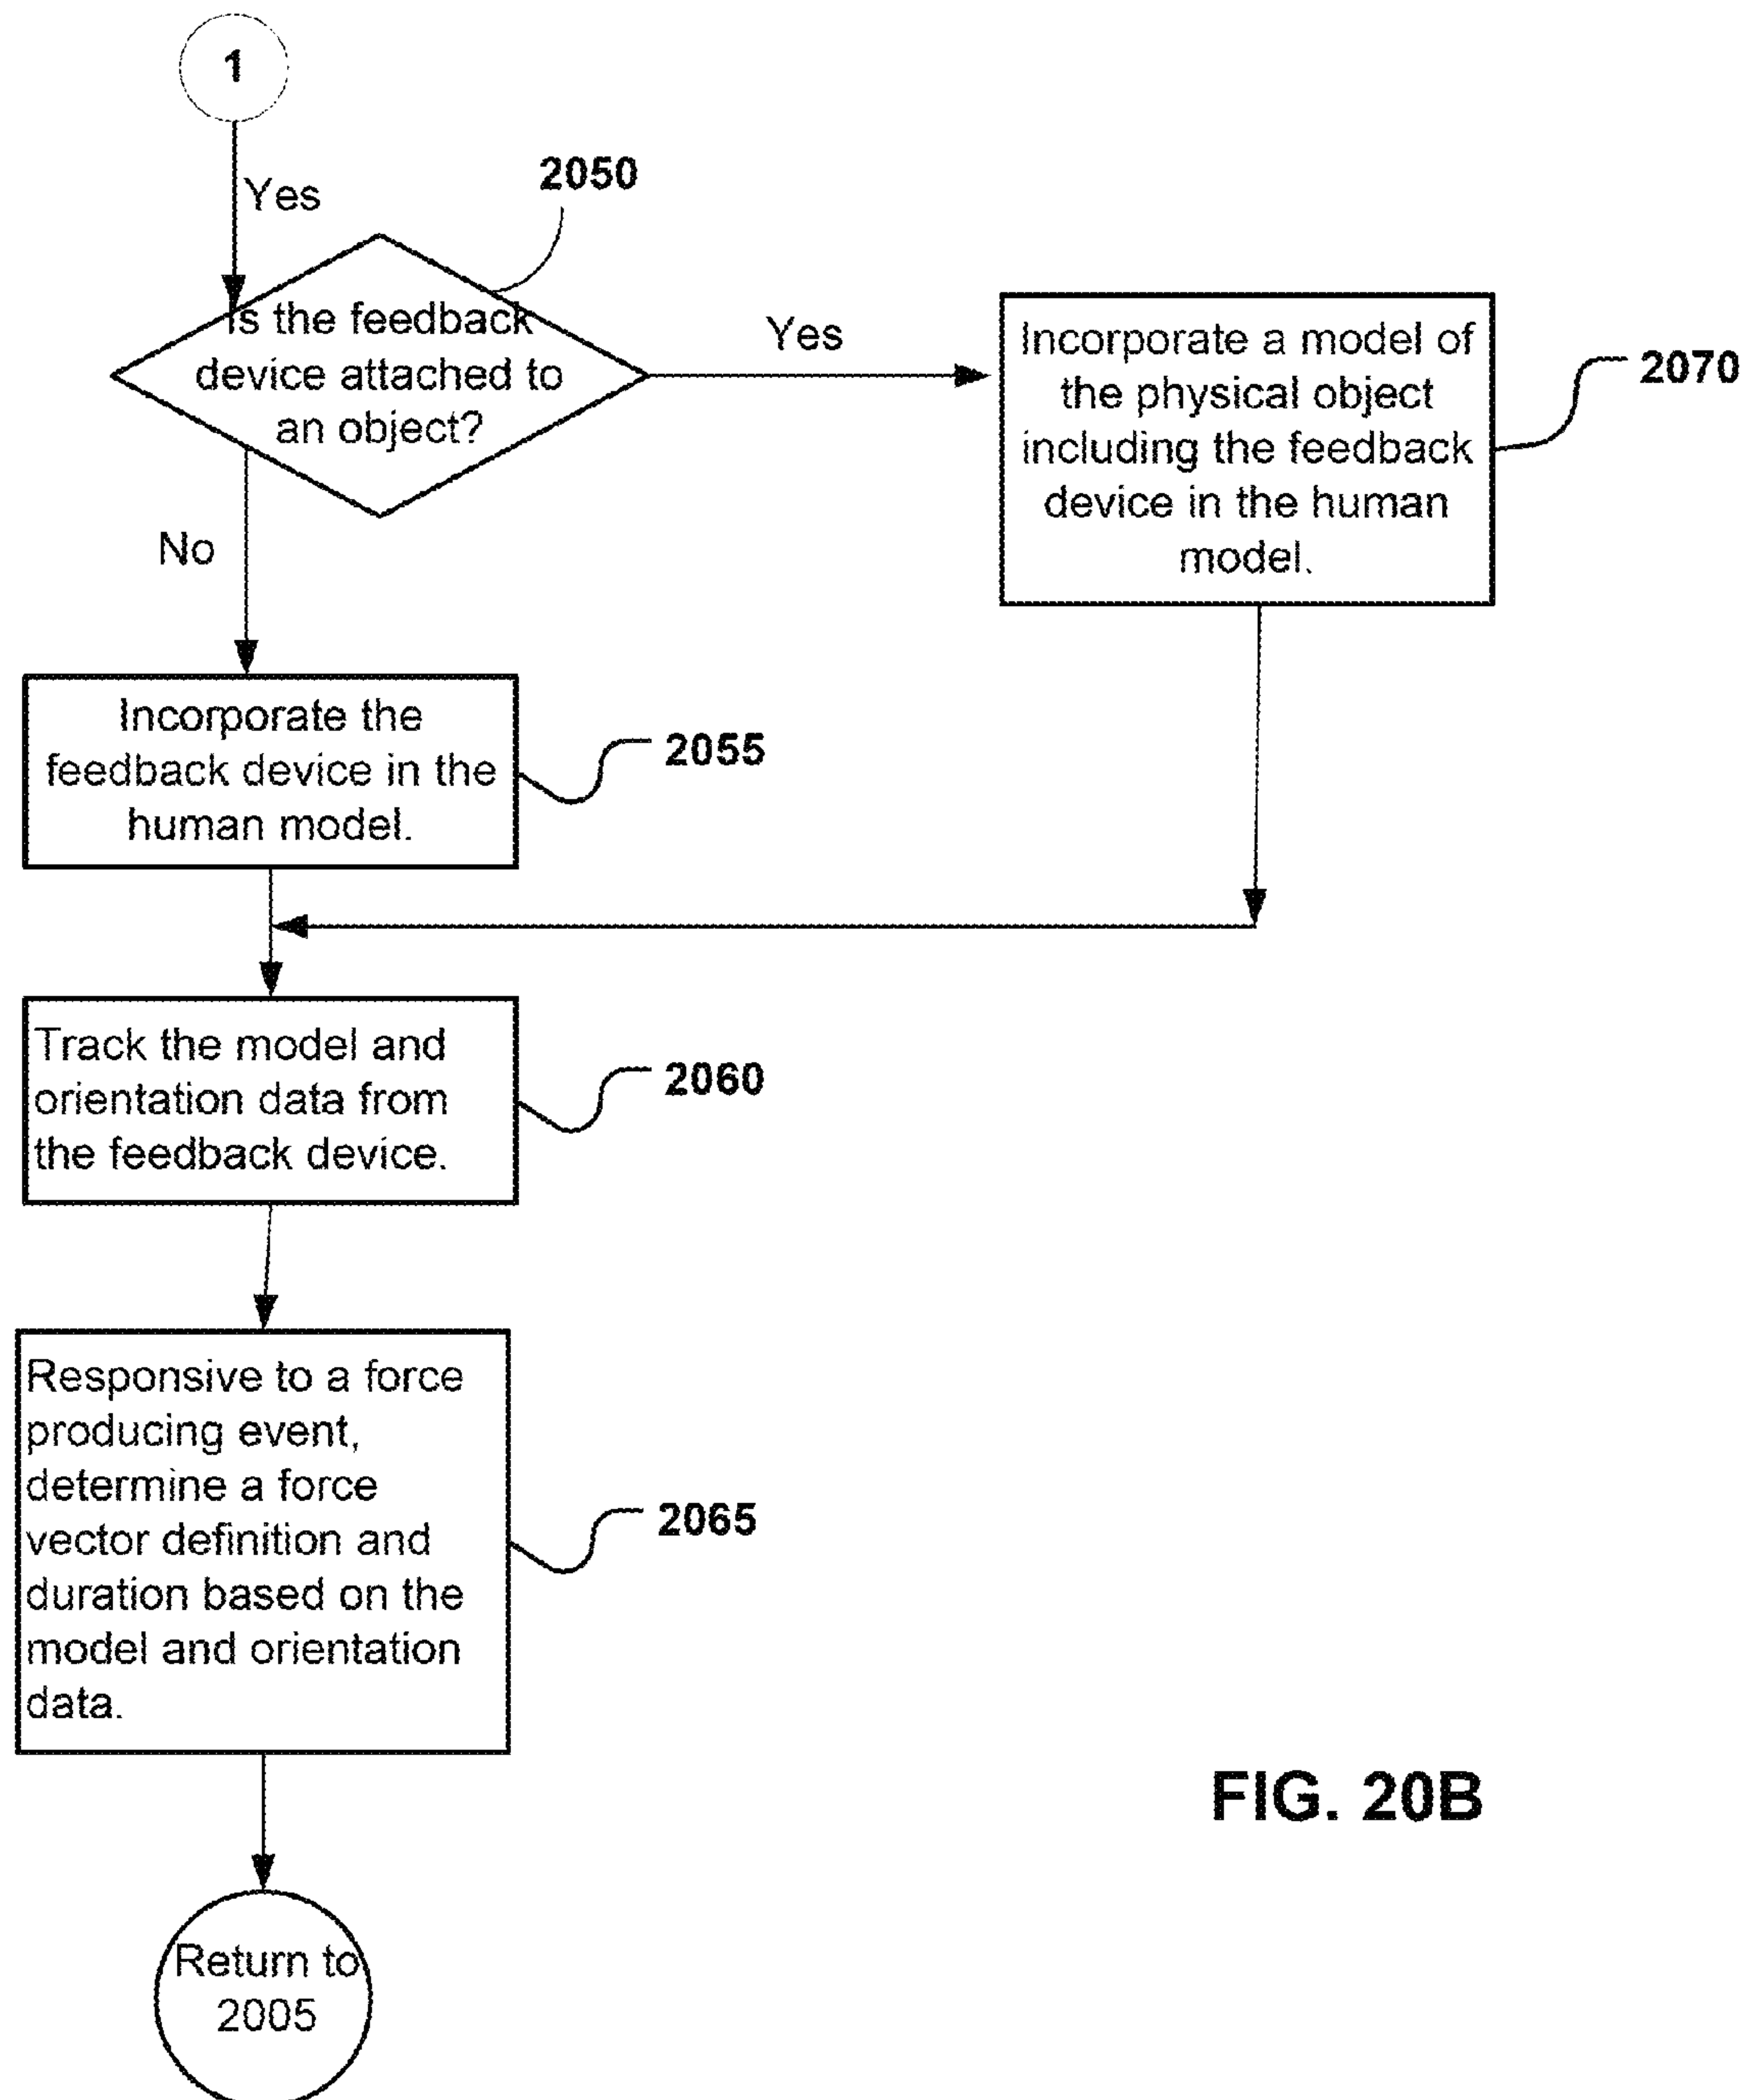 1
Yes
2050
Is the feedback
device attached to
an object?
Yes
Incorporate a model of
the physical object
including the feedback
device in the human
model.
2070
No
Incorporate the
feedback device in the
human model.
2055
Track the model and
orientation data from
the feedback device.
2060
Responsive to a force
producing event,
determine a force
vector definition and
duration based on the
model and orientation
data.
2065
FIG. 20B
Return to
2005